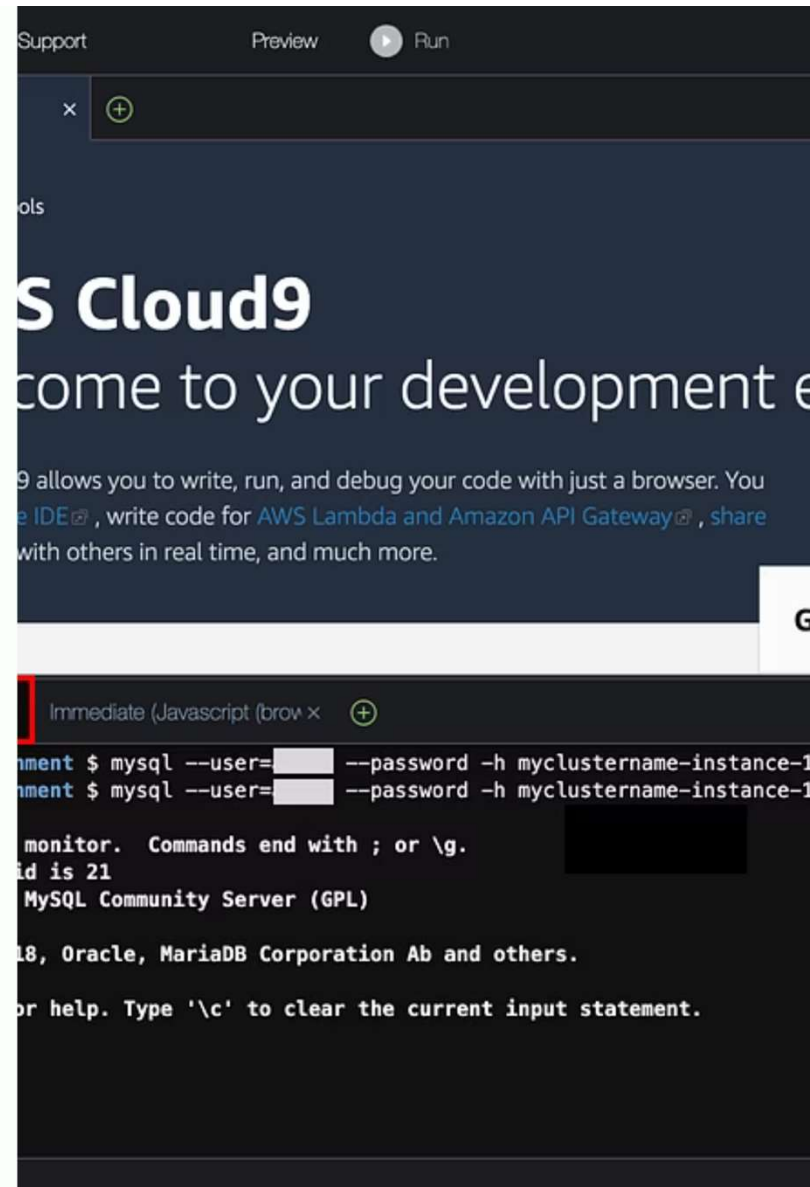 Support Preview Run
ols
S Cloud9
come to your development e
9 allows you to write, run, and debug your code with just a browser. You
e IDE , write code for AWS Lambda and Amazon API Gateway , share
with others in real time, and much more.
G
Immediate (Javascript (brow
nment $ mysql --user= --password -h myclustername-instance-1
nment $ mysql --user= --password -h myclustername-instance-1
monitor. Commands end with ; or \g.
id is 21
MySQL Community Server (GPL)
18, Oracle, MariaDB Corporation Ab and others.
or help. Type '\c' to clear the current input statement.